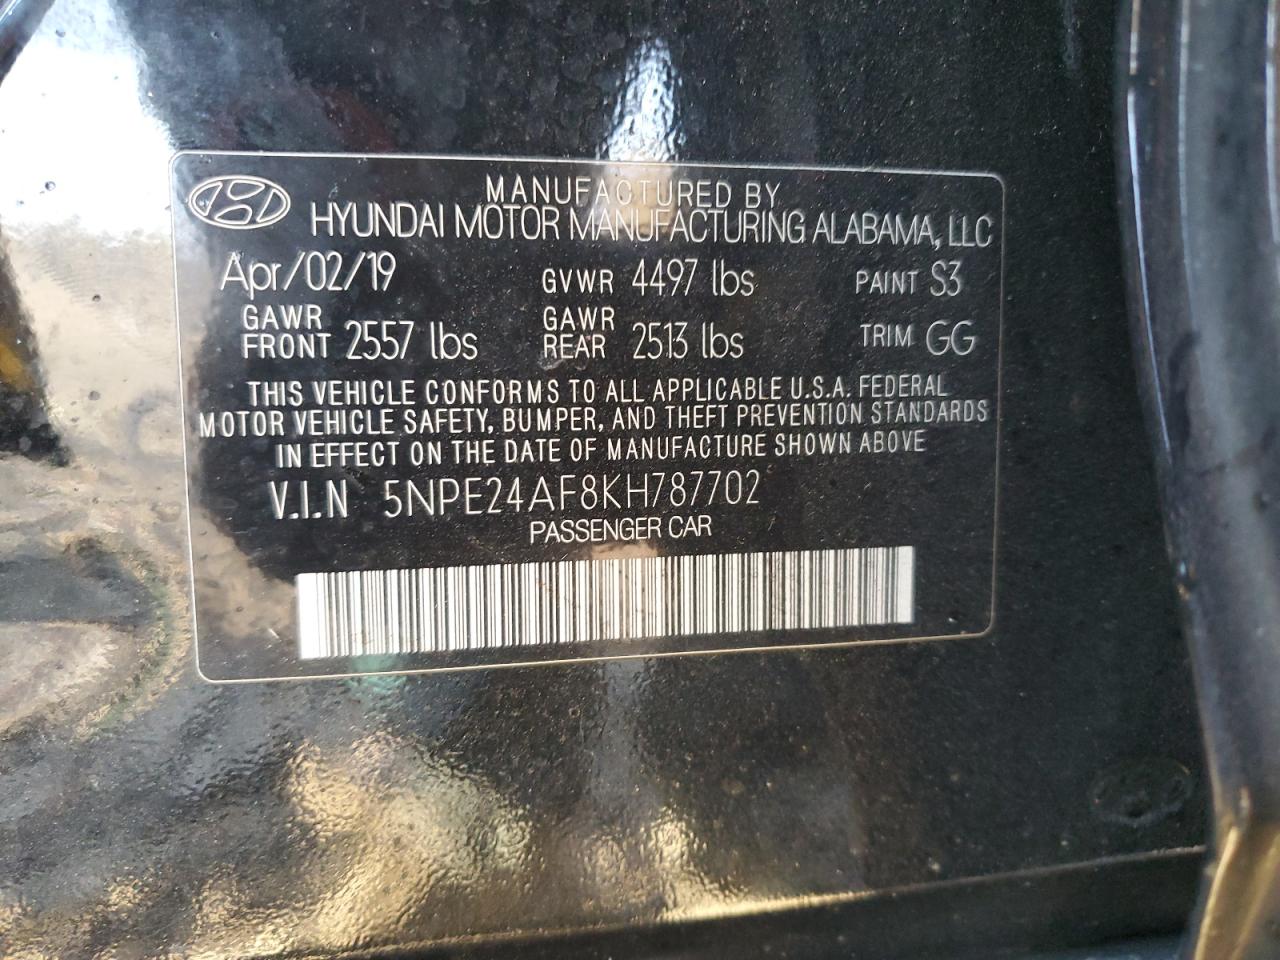 MANUFACTURED BY
HYUNDAI MOTOR MANUFACTURING ALABAMA, LLC
Apr/02/19 GVWR 4497 lbs PAINT S3
GAWR FRONT 2557 lbs GAWR REAR 2513 lbs TRIM GG
THIS VEHICLE CONFORMS TO ALL APPLICABLE U.S.A. FEDERAL
MOTOR VEHICLE SAFETY, BUMPER, AND THEFT PREVENTION STANDARDS
IN EFFECT ON THE DATE OF MANUFACTURE SHOWN ABOVE
V.I.N 5NPE24AF8KH787702
PASSENGER CAR